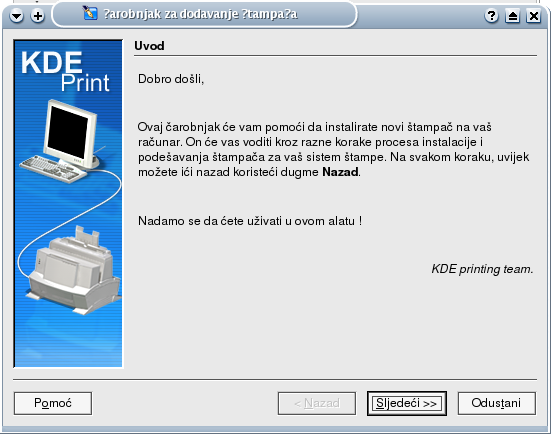 ?arobnjak za dodavanje ?tampa?a
KDE
Print
Uvod
Dobro došli,
Ovaj čarobnjak će vam pomoći da instalirate novi štampač na vaš
računar. On će vas voditi kroz razne korake procesa instalacije i
podešavanja štampača za vaš sistem štampe. Na svakom koraku, uvijek
možete ići nazad koristeći dugme Nazad.
Nadamo se da ćete uživati u ovom alatu !
KDE printing team.
Pomoć
< Nazad
Sljedeći >>
Odustani